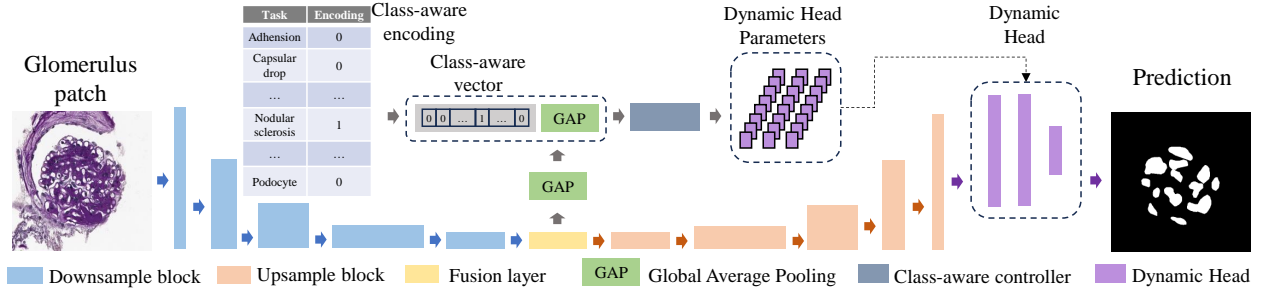 Glomerulus
patch
Task Encoding
Adhension 0
Capsular
drop 0
... ...
Nodular
sclerosis 1
... ...
Podocyte 0
Class-aware
encoding
Class-aware
vector
0 0 ... 1 ... 0
GAP
GAP
Dynamic Head
Parameters
Dynamic
Head
Prediction
Downsample block
Upsample block
Fusion layer
GAP Global Average Pooling
Class-aware controller
Dynamic Head